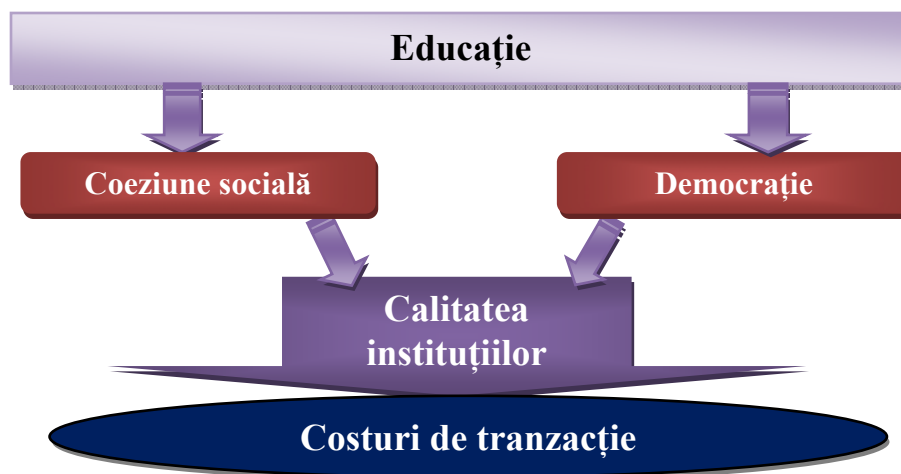 Educație
Coeziune socială
Democrație
Calitatea
instituțiilor
Costuri de tranzacție